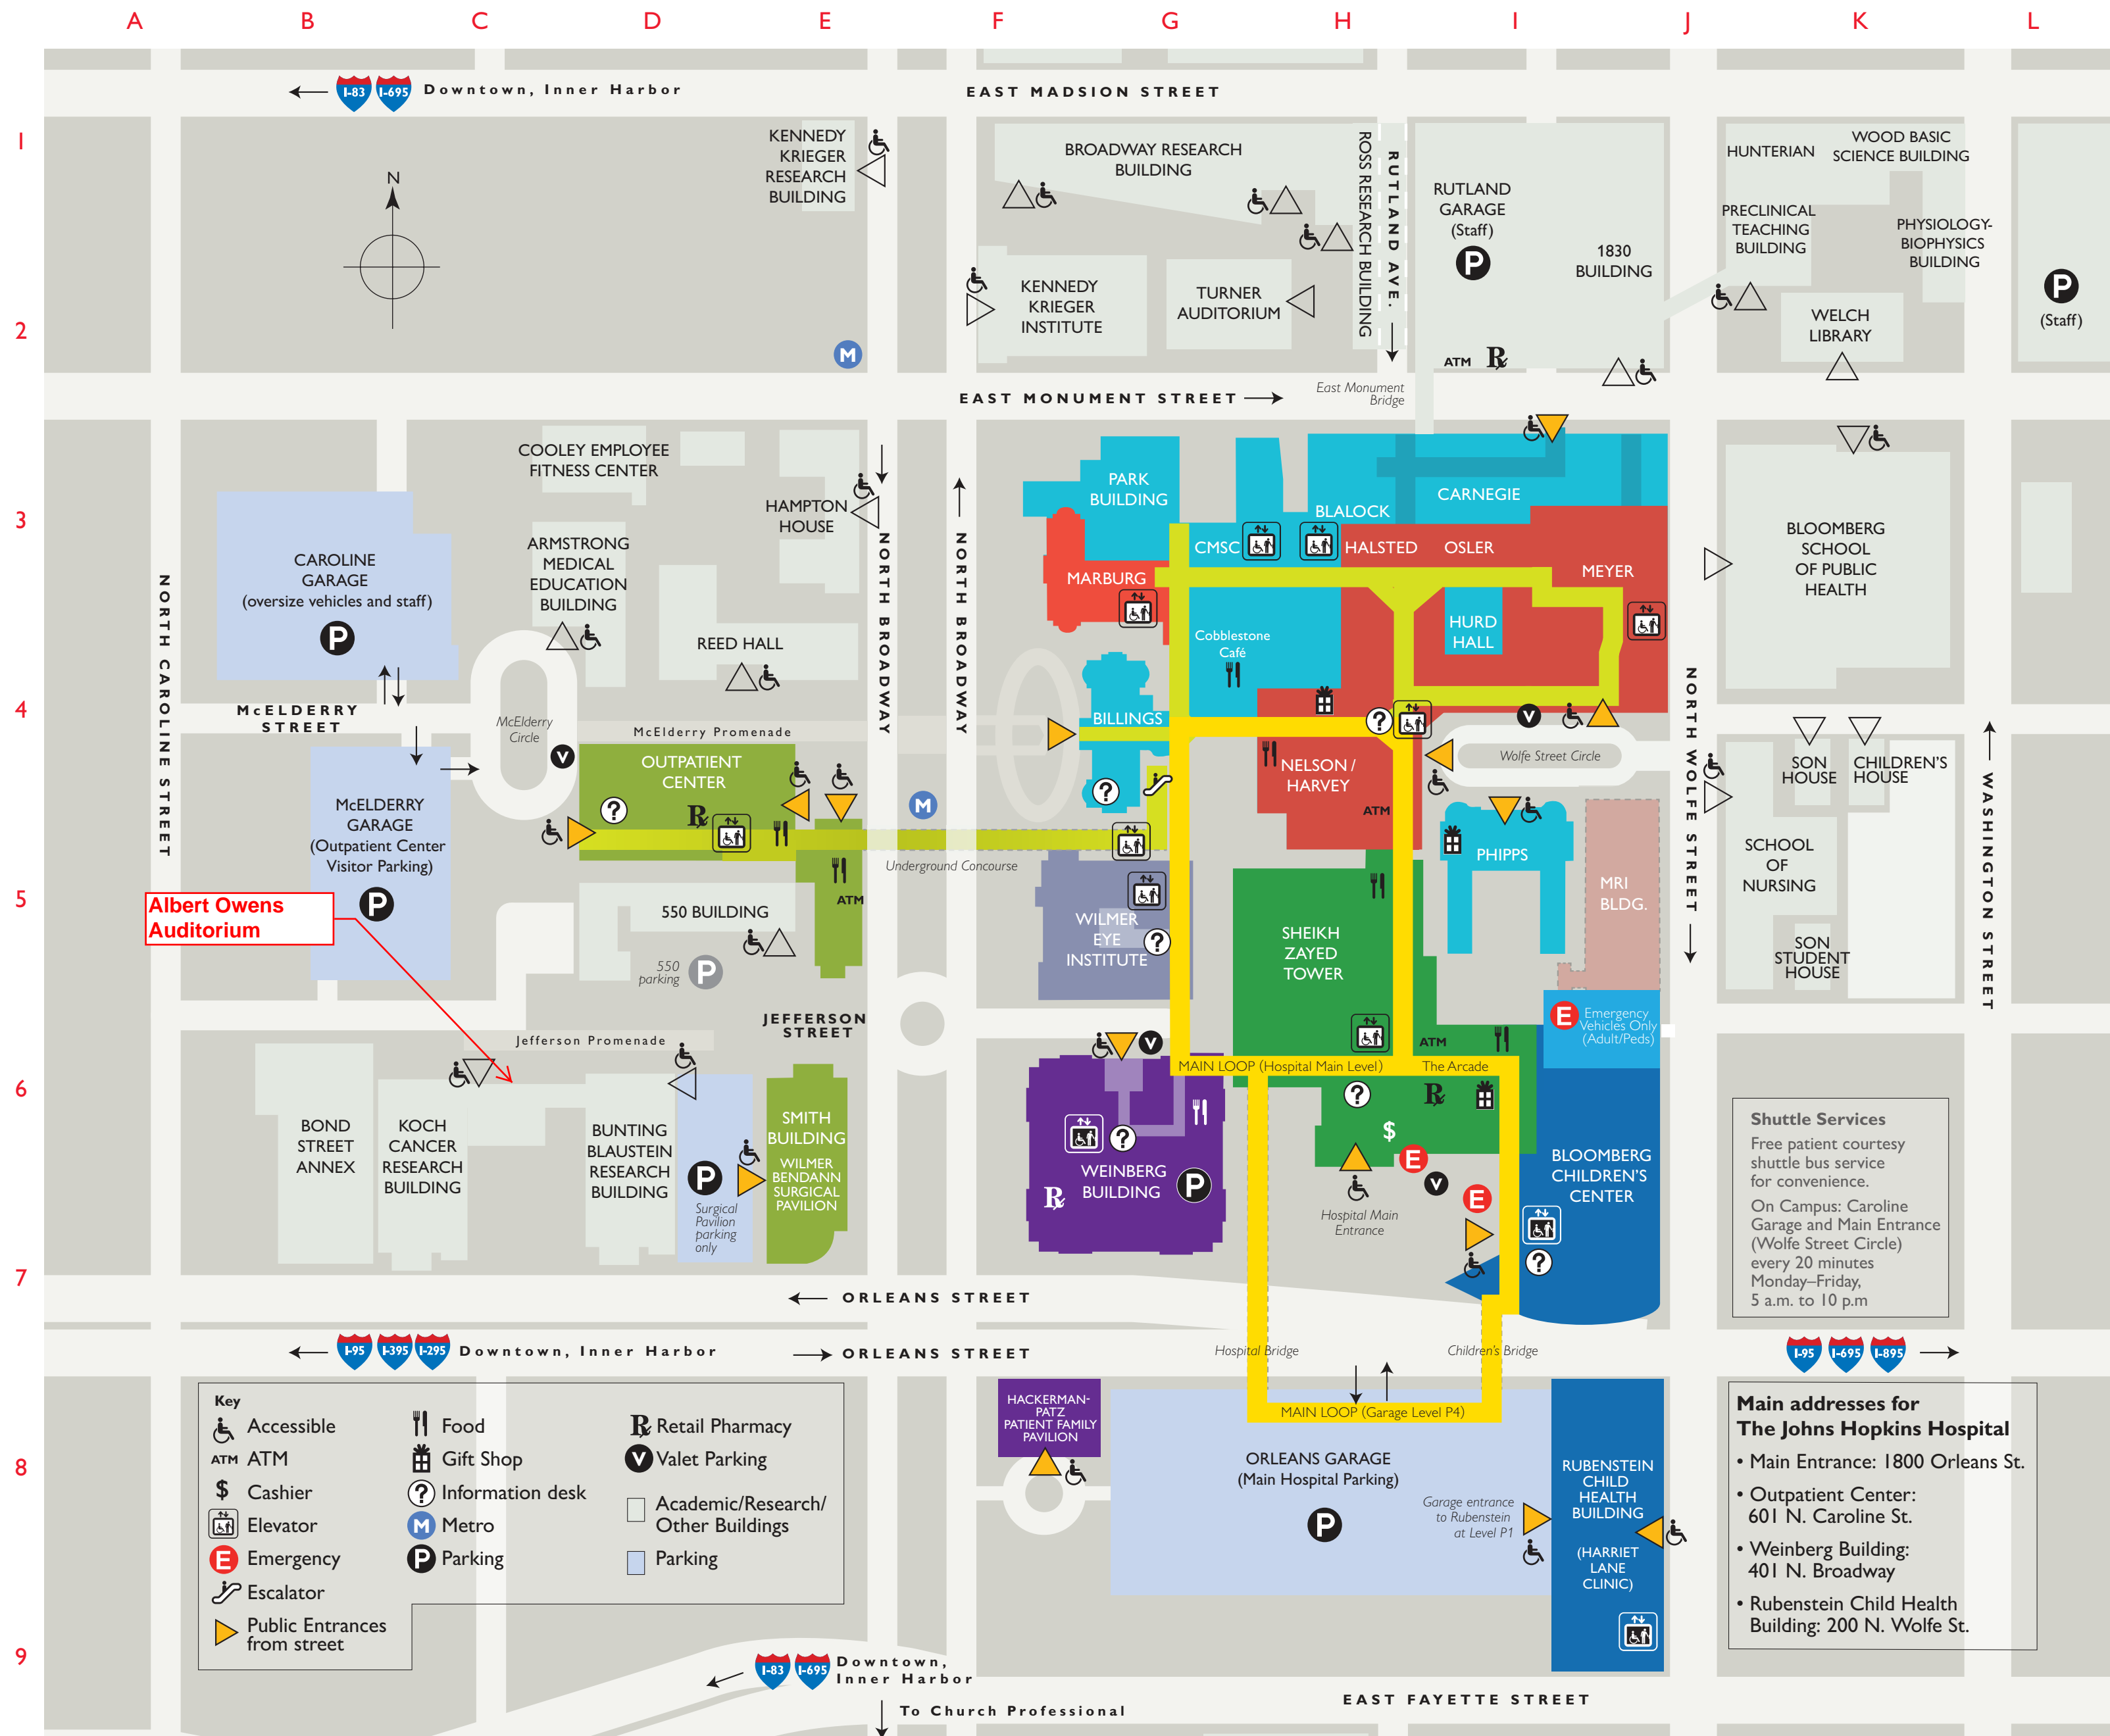 A B C D E F G H I J K L
1
2
3
4
5
6
7
8
9
I-83 I-695 Downtown, Inner Harbor
EAST MADSION STREET
N
KENNEDY
KRIEGER
RESEARCH
BUILDING
BROADWAY RESEARCH
BUILDING
ROSS RESEARCH BUILDING
RUTLAND AVE.
RUTLAND
GARAGE
(Staff)
P
1830
BUILDING
HUNTERIAN
WOOD BASIC
SCIENCE BUILDING
PRECLINICAL
TEACHING
BUILDING
PHYSIOLOGY-
BIOPHYSICS
BUILDING
P
(Staff)
KENNEDY
KRIEGER
INSTITUTE
TURNER
AUDITORIUM
WELCH
LIBRARY
M
ATM Rx
EAST MONUMENT STREET
East Monument
Bridge
COOLEY EMPLOYEE
FITNESS CENTER
HAMPTON
HOUSE
CAROLINE
GARAGE
(oversize vehicles and staff)
P
ARMSTRONG
MEDICAL
EDUCATION
BUILDING
REED HALL
NORTH CAROLINE STREET
NORTH BROADWAY
NORTH BROADWAY
PARK
BUILDING
BLALOCK
CARNEGIE
CMSC
HALSTED
OSLER
MARBURG
MEYER
HURD
HALL
Cobblestone
Café
BLOOMBERG
SCHOOL
OF PUBLIC
HEALTH
McELDERRY
STREET
McElderry
Circle
V
McElderry Promenade
OUTPATIENT
CENTER
? Rx
BILLINGS
?
?
V
NELSON /
HARVEY
ATM
Wolfe Street Circle
NORTH WOLFE STREET
SON
HOUSE
CHILDREN'S
HOUSE
WASHINGTON STREET
McELDERRY
GARAGE
(Outpatient Center
Visitor Parking)
P
M
Underground Concourse
ATM
PHIPPS
MRI
BLDG.
SCHOOL
OF
NURSING
SON
STUDENT
HOUSE
Albert Owens
Auditorium
550 BUILDING
550
parking
P
WILMER
EYE
INSTITUTE
?
SHEIKH
ZAYED
TOWER
JEFFERSON
STREET
Jefferson Promenade
V
E
Emergency
Vehicles Only
(Adult/Peds)
ATM
MAIN LOOP (Hospital Main Level)
The Arcade
? Rx
$
E
V
E
Hospital Main
Entrance
BOND
STREET
ANNEX
KOCH
CANCER
RESEARCH
BUILDING
BUNTING
BLAUSTEIN
RESEARCH
BUILDING
P
Surgical
Pavilion
parking
only
SMITH
BUILDING
WILMER
BENDANN
SURGICAL
PAVILION
?
WEINBERG
BUILDING
Rx
P
BLOOMBERG
CHILDREN'S
CENTER
?
Shuttle Services
Free patient courtesy
shuttle bus service
for convenience.
On Campus: Caroline
Garage and Main Entrance
(Wolfe Street Circle)
every 20 minutes
Monday–Friday,
5 a.m. to 10 p.m
ORLEANS STREET
I-95 I-395 I-295 Downtown, Inner Harbor
ORLEANS STREET
Hospital Bridge
Children's Bridge
I-95 I-695 I-895
Key
Accessible
ATM ATM
$ Cashier
Elevator
E Emergency
Escalator
Public Entrances
from street
Food
Gift Shop
? Information desk
M Metro
P Parking
Rx Retail Pharmacy
V Valet Parking
Academic/Research/
Other Buildings
Parking
HACKERMAN-
PATZ
PATIENT FAMILY
PAVILION
MAIN LOOP (Garage Level P4)
ORLEANS GARAGE
(Main Hospital Parking)
P
Garage entrance
to Rubenstein
at Level P1
RUBENSTEIN
CHILD
HEALTH
BUILDING
(HARRIET
LANE
CLINIC)
Main addresses for
The Johns Hopkins Hospital
• Main Entrance: 1800 Orleans St.
• Outpatient Center:
601 N. Caroline St.
• Weinberg Building:
401 N. Broadway
• Rubenstein Child Health
Building: 200 N. Wolfe St.
I-83 I-695 Downtown,
Inner Harbor
To Church Professional
EAST FAYETTE STREET